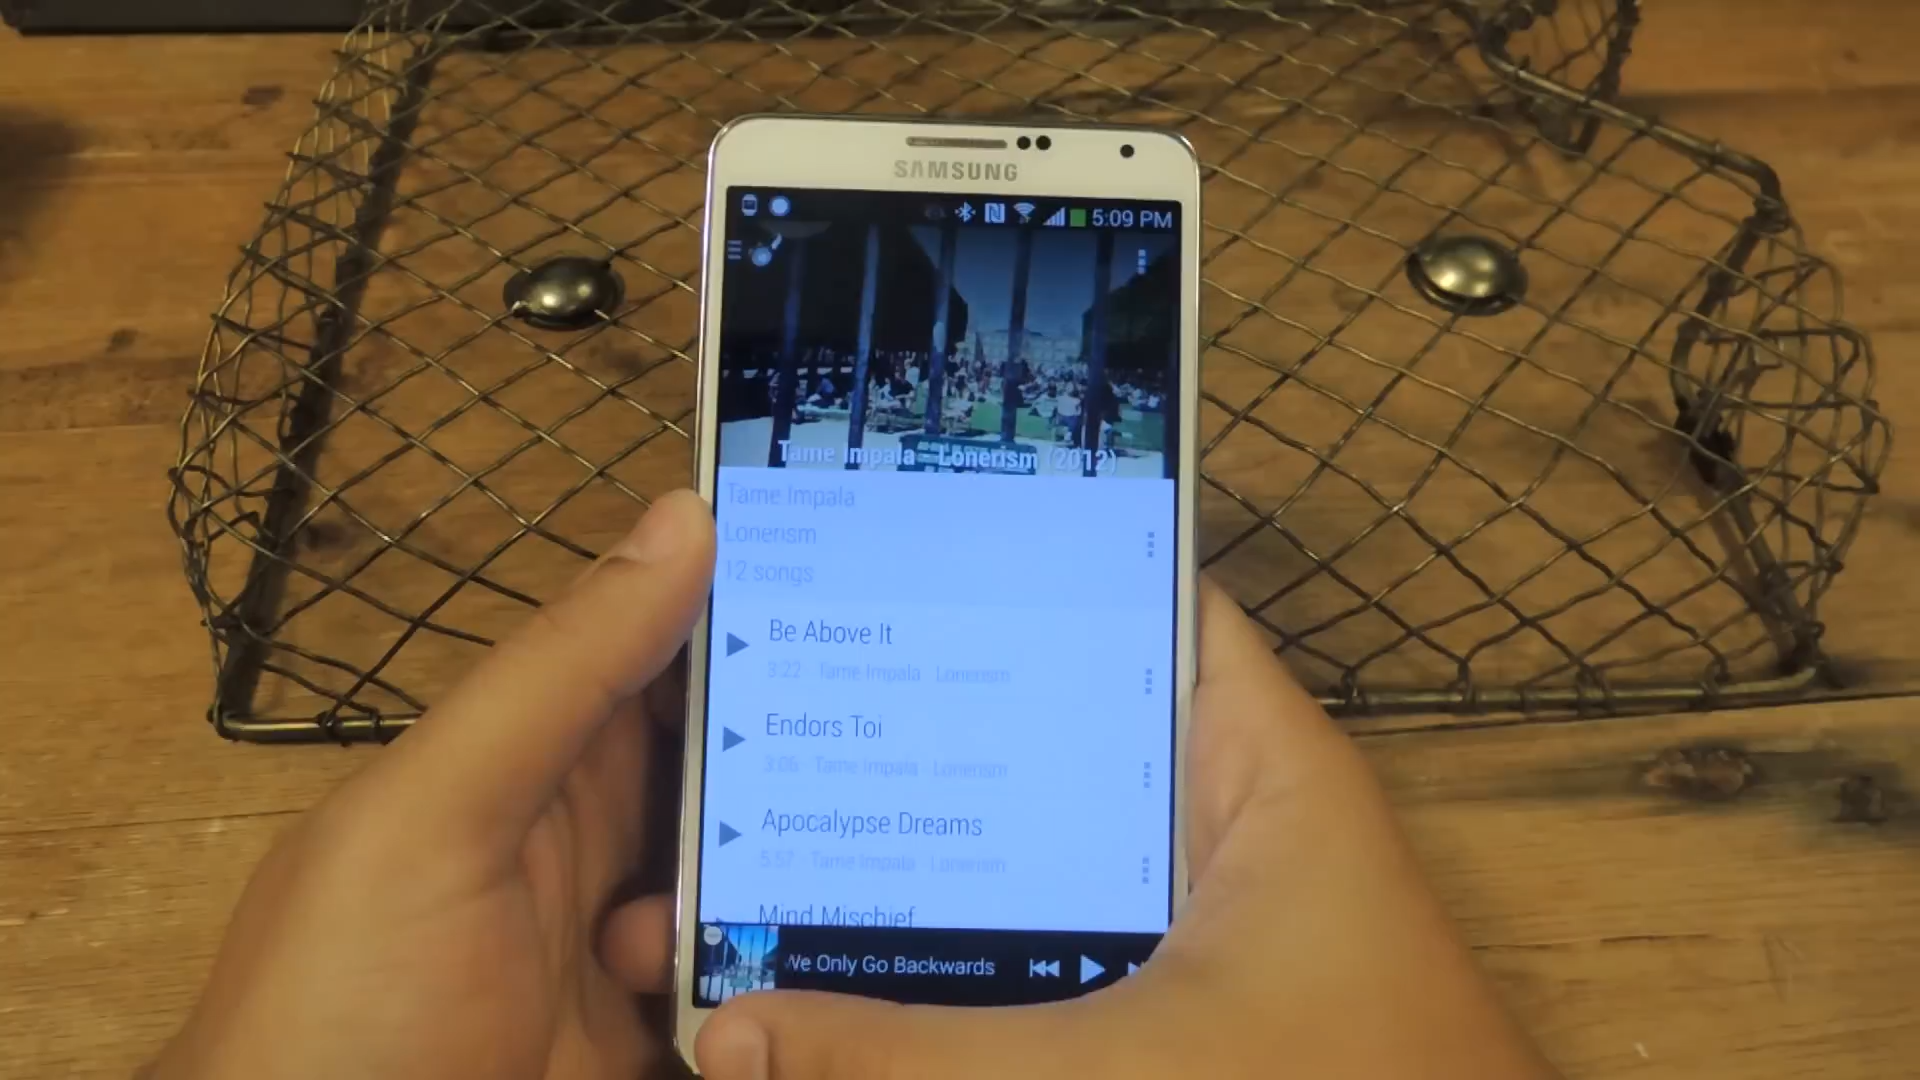 SAMSUNG
5:09 PM
Tame Impala - Lonerism (2012)
Tame Impala
Lonerism
12 songs
Be Above It
3:22 Tame Impala Lonerism
Endors Toi
3:06 Tame Impala Lonerism
Apocalypse Dreams
5:57 Tame Impala Lonerism
Mind Mischief
We Only Go Backwards